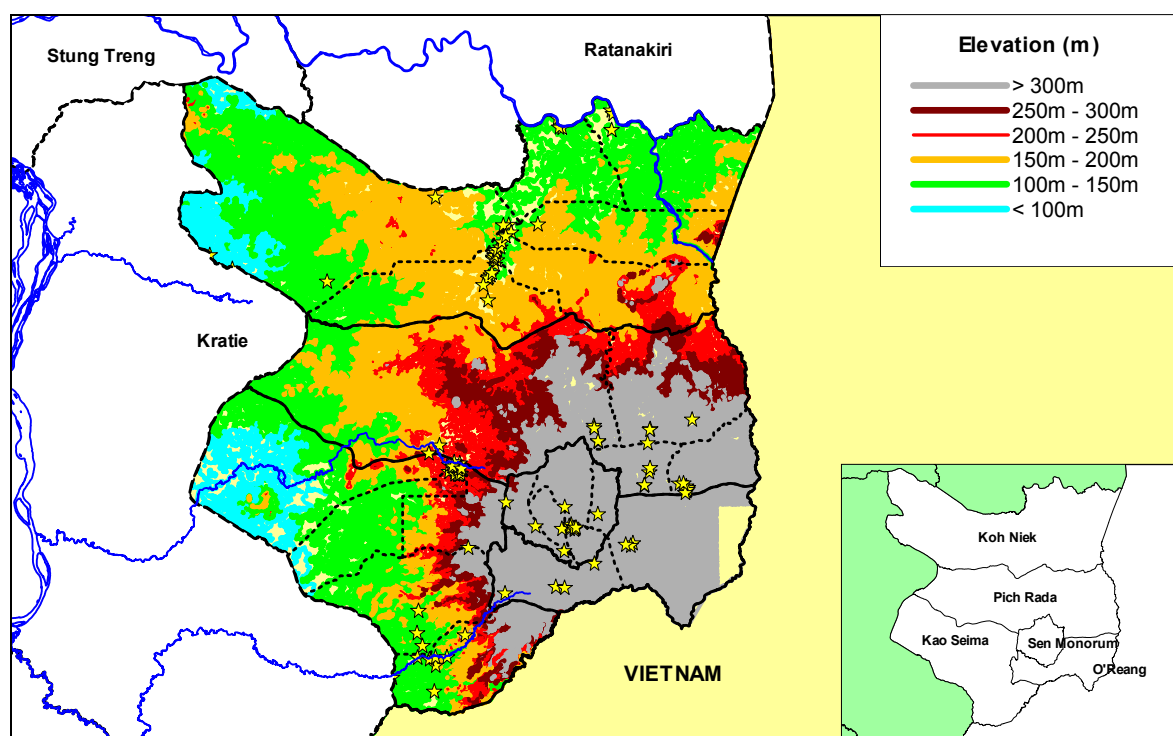 Stung Treng
Ratanakiri
Kratie
VIETNAM
Elevation (m)
> 300m
250m - 300m
200m - 250m
150m - 200m
100m - 150m
< 100m
Koh Niek
Pich Rada
Kao Seima
Sen Monorum
O'Reang